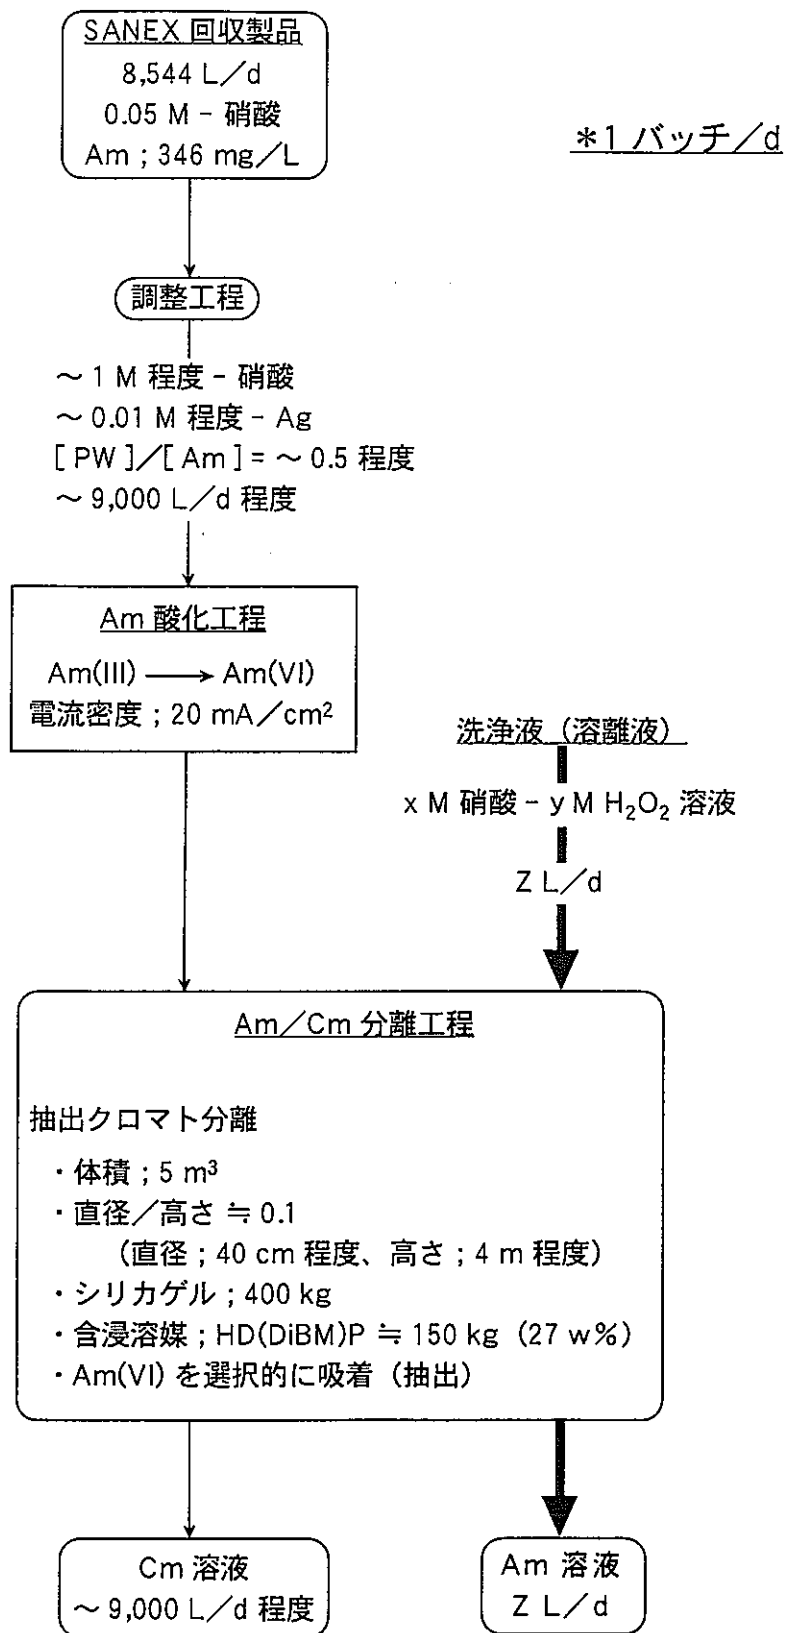 SANEX 回収製品
8,544 L/d
0.05 M - 硝酸
Am ; 346 mg/L
*1 バッチ/d
調整工程
~ 1 M 程度 - 硝酸
~ 0.01 M 程度 - Ag
[ PW ]/[ Am ] = ~ 0.5 程度
~ 9,000 L/d 程度
Am 酸化工程
Am(III) → Am(VI)
電流密度 ; 20 mA/cm²
洗浄液(溶離液)
x M 硝酸 - y M H₂O₂ 溶液
Z L/d
Am/Cm 分離工程
抽出クロマト分離
・体積 ; 5 m³
・直径/高さ ≒ 0.1
(直径 ; 40 cm 程度、高さ ; 4 m 程度)
・シリカゲル ; 400 kg
・含浸溶媒 ; HD(DiBM)P ≒ 150 kg (27 w%)
・Am(VI) を選択的に吸着(抽出)
Cm 溶液
~ 9,000 L/d 程度
Am 溶液
Z L/d